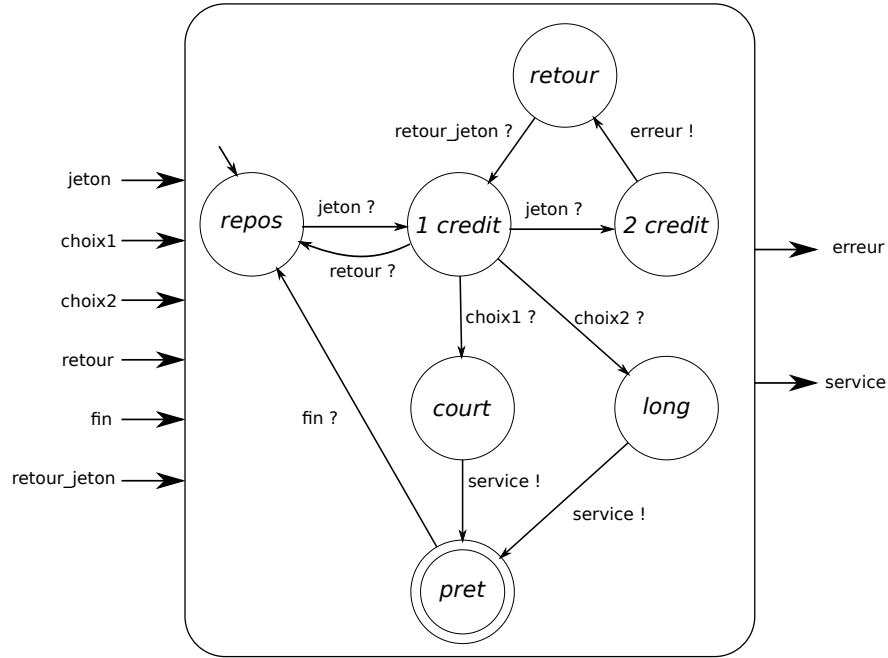 retour
retour_jeton ?
erreur !
jeton
repos
jeton ?
1 credit
jeton ?
2 credit
choix1
erreur
retour ?
choix2
choix1 ?
choix2 ?
retour
service
fin
fin ?
court
long
retour_jeton
service !
service !
pret